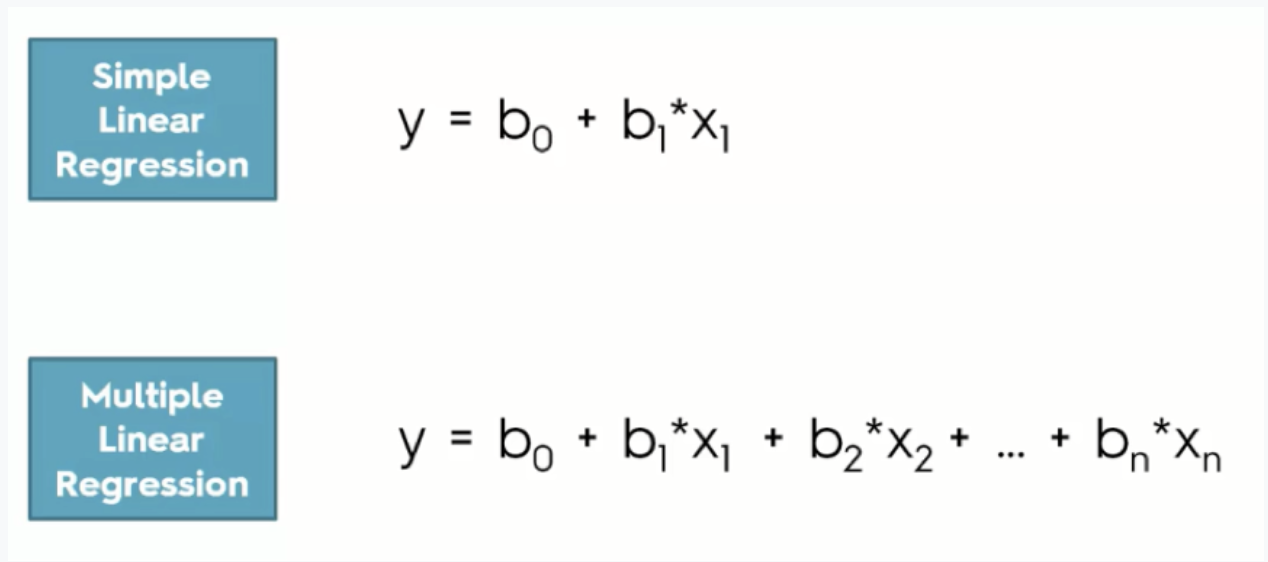 Simple
Linear
Regression
y = b₀ + b₁*x₁
Multiple
Linear
Regression
y = b₀ + b₁*x₁ + b₂*x₂ + ... + bₙ*xₙ